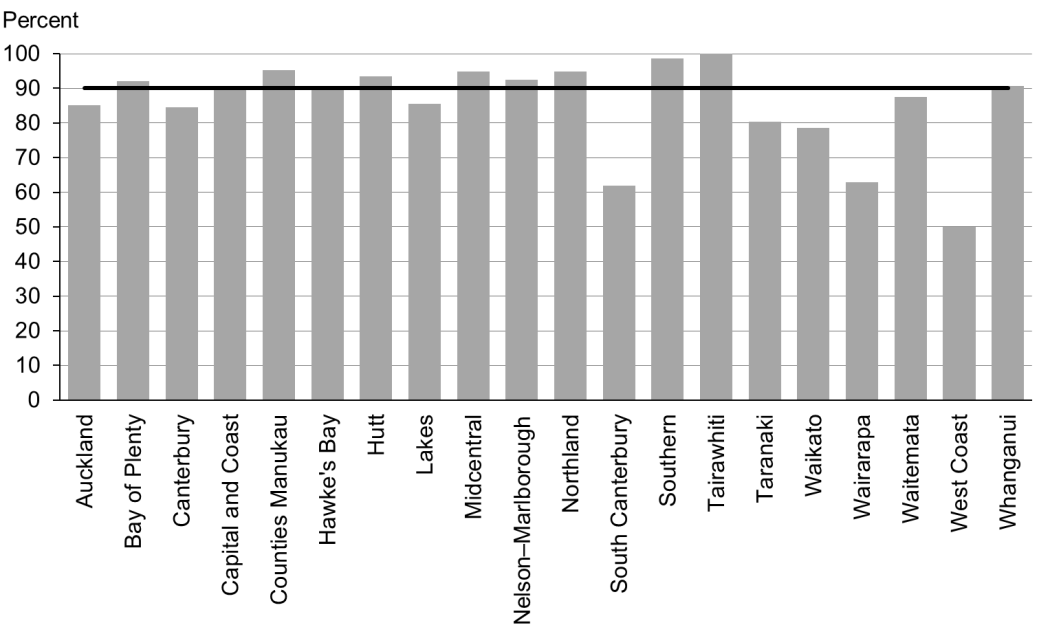 Percent
100
90
80
70
60
50
40
30
20
10
0
Auckland
Bay of Plenty
Canterbury
Capital and Coast
Counties Manukau
Hawke's Bay
Hutt
Lakes
Midcentral
Nelson–Marlborough
Northland
South Canterbury
Southern
Tairawhiti
Taranaki
Waikato
Wairarapa
Waitemata
West Coast
Whanganui